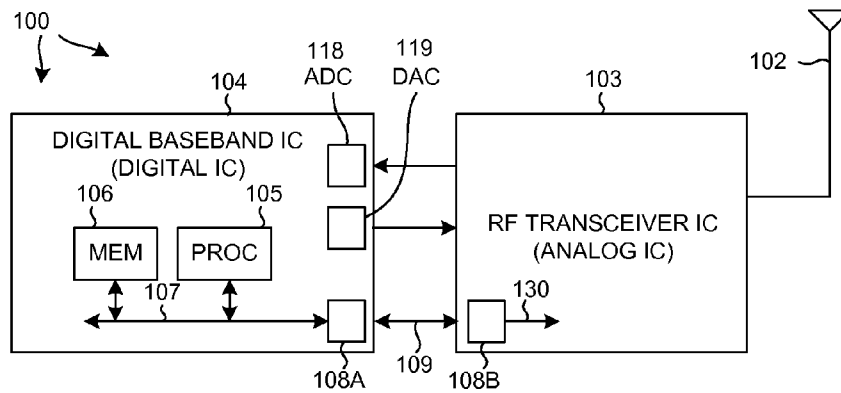 100
104
118
ADC
119
DAC
103
102
DIGITAL BASEBAND IC
(DIGITAL IC)
106
105
MEM
PROC
RF TRANSCEIVER IC
(ANALOG IC)
107
130
108A
109
108B